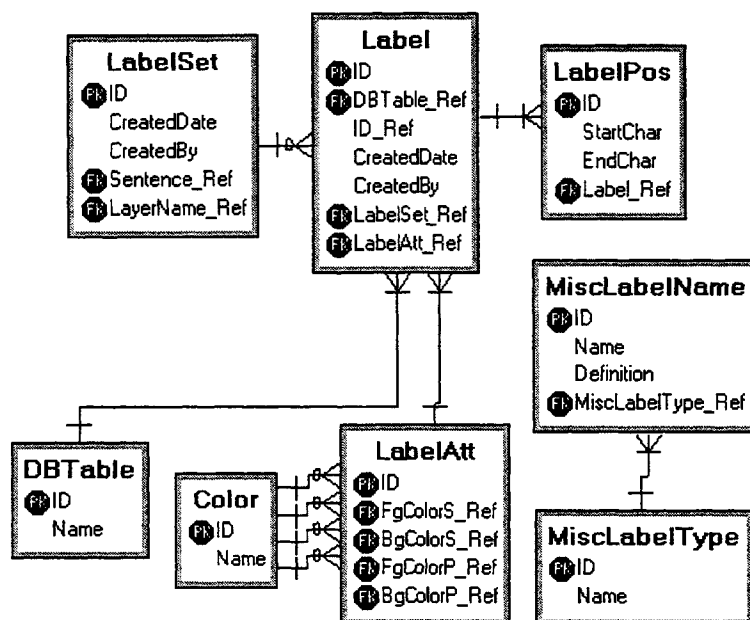 LabelSet
PK ID
CreatedDate
CreatedBy
FK Sentence_Ref
FK LayerName_Ref
Label
PK ID
FK DBTable_Ref
ID_Ref
CreatedDate
CreatedBy
FK LabelSet_Ref
FK LabelAtt_Ref
LabelPos
PK ID
StartChar
EndChar
FK Label_Ref
MiscLabelName
PK ID
Name
Definition
FK MiscLabelType_Ref
DBTable
PK ID
Name
Color
PK ID
Name
LabelAtt
PK ID
FK FgColorS_Ref
FK BgColorS_Ref
FK FgColorP_Ref
FK BgColorP_Ref
MiscLabelType
PK ID
Name